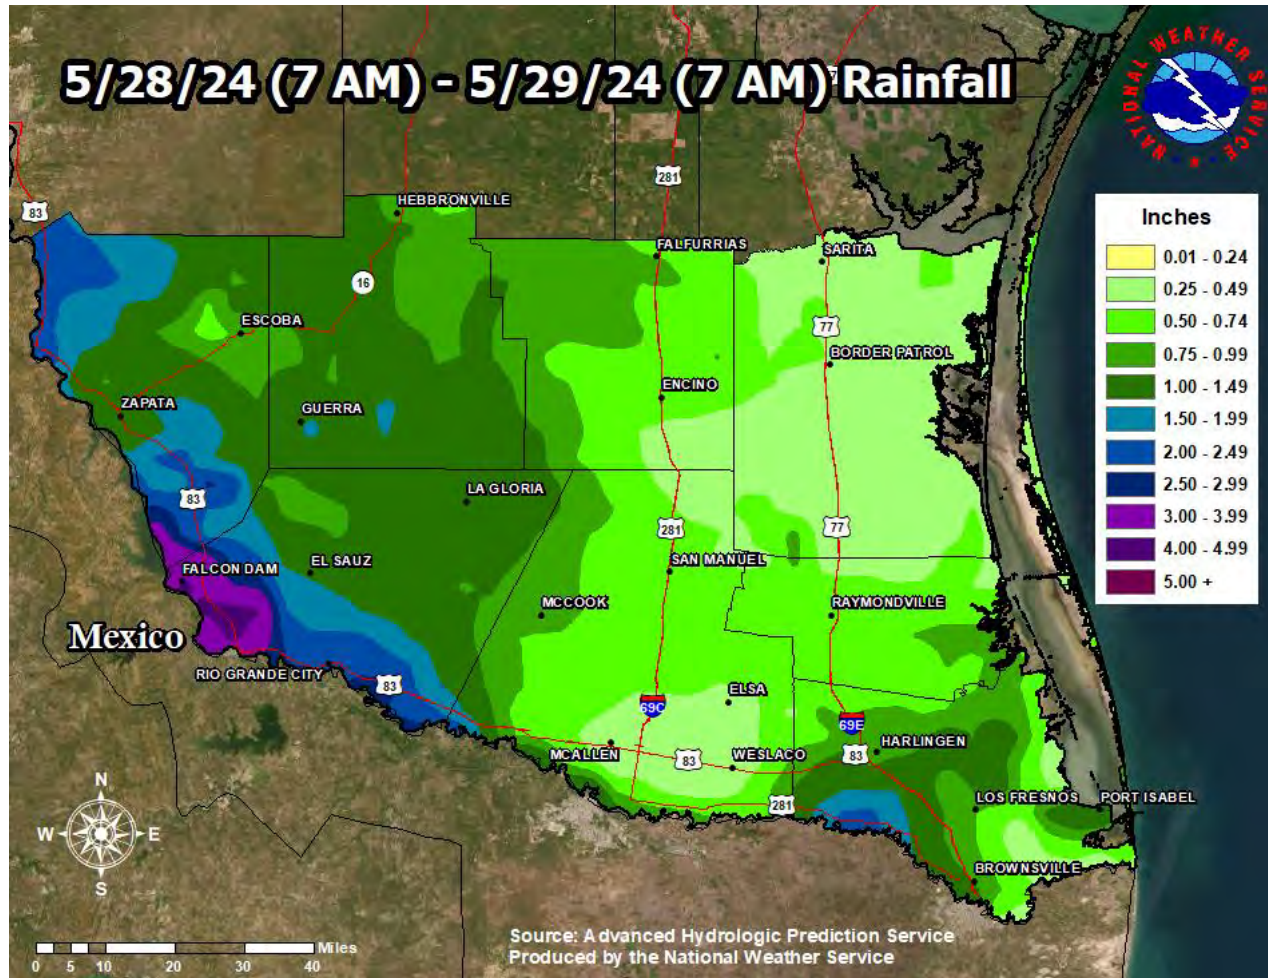 5/28/24 (7 AM) - 5/29/24 (7 AM) Rainfall
NATIONAL WEATHER SERVICE
Inches
0.01 - 0.24
0.25 - 0.49
0.50 - 0.74
0.75 - 0.99
1.00 - 1.49
1.50 - 1.99
2.00 - 2.49
2.50 - 2.99
3.00 - 3.99
4.00 - 4.99
5.00 +
281
83
HEBBRONVILLE
FALFURRIAS
SARITA
16
ESCOBA
77
BORDER PATROL
ENCINO
ZAPATA
GUERRA
LA GLORIA
83
281
77
SAN MANUEL
EL SAUZ
FALCON DAM
MCCOOK
RAYMONDVILLE
Mexico
RIO GRANDE CITY
83
ELSA
69C
69E
HARLINGEN
MCALLEN
83
WESLACO
83
281
LOS FRESNOS
PORT ISABEL
BROWNSVILLE
N
W
E
S
Miles
0 5 10 20 30 40
Source: Advanced Hydrologic Prediction Service
Produced by the National Weather Service